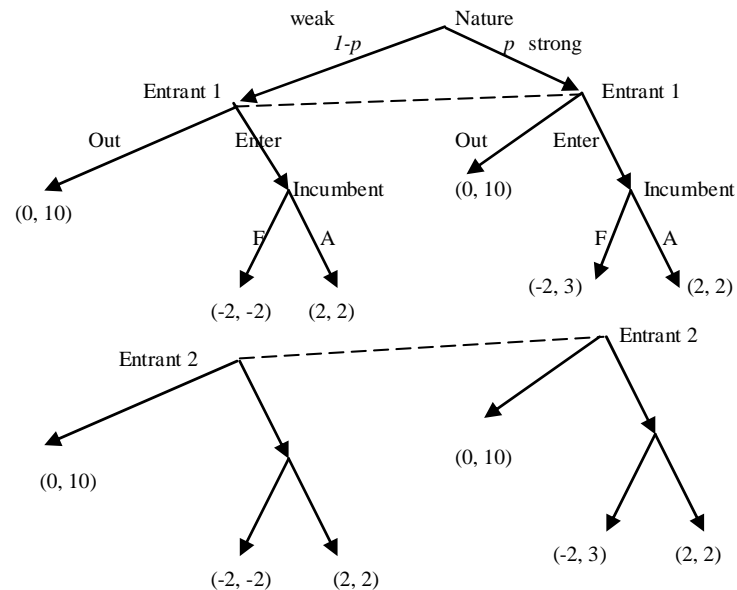 weak Nature
1-p p strong
Entrant 1 Entrant 1
Out Enter Out Enter
(0, 10) Incumbent (0, 10) Incumbent
F A F A
(-2, -2) (2, 2) (-2, 3) (2, 2)
Entrant 2 Entrant 2
(0, 10) (0, 10)
(-2, -2) (2, 2) (-2, 3) (2, 2)